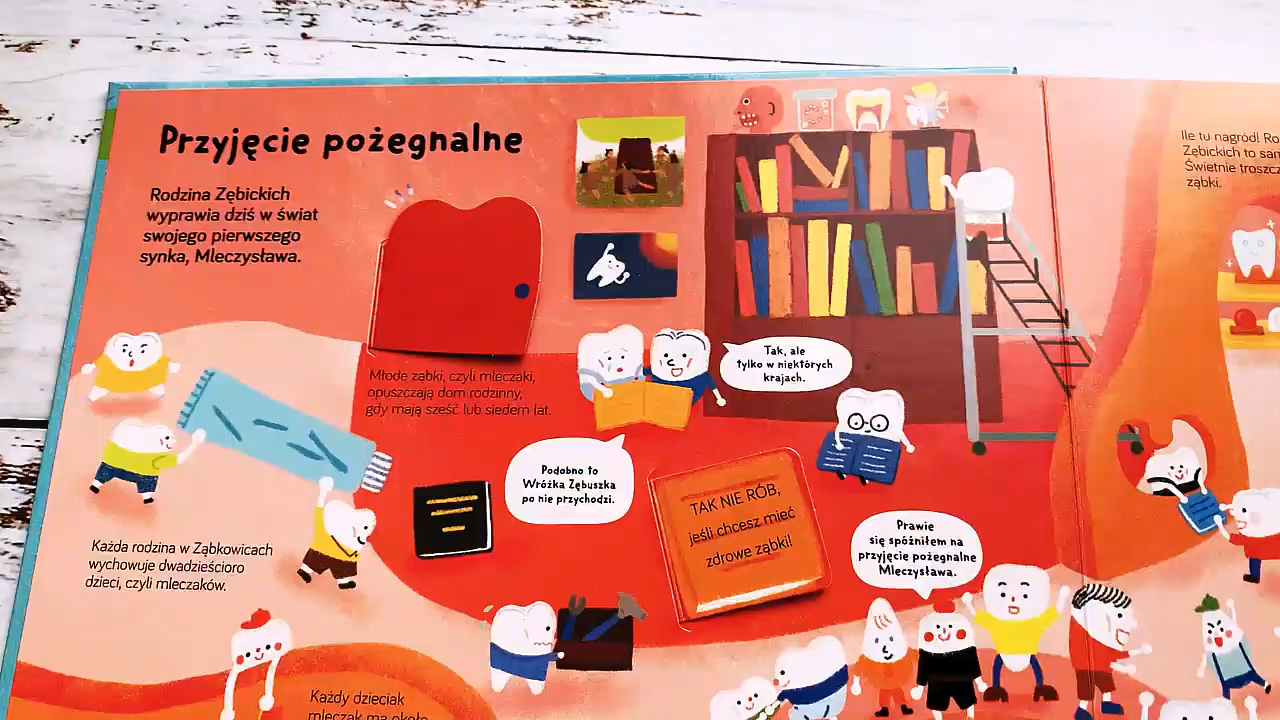 Przyjęcie pożegnalne
Rodzina Zębickich
wyprawia dziś w świat
swojego pierwszego
synka, Mleczysława.
Młode ząbki, czyli mleczaki,
opuszczają dom rodzinny,
gdy mają sześć lub siedem lat.
Tak, ale
tylko w niektórych
krajach.
Podobno to
Wróżka Zębuszka
po nie przychodzi.
TAK NIE RÓB,
jeśli chcesz mieć
zdrowe ząbki!
Prawie
się spóźniłem na
przyjęcie pożegnalne
Mleczysława.
Każda rodzina w Ząbkowicach
wychowuje dwadzieścioro
dzieci, czyli mleczaków.
Każdy dzieciak
mleczak ma około
Ile tu nagród!
Zębickich to
Świetnie
ząbki.